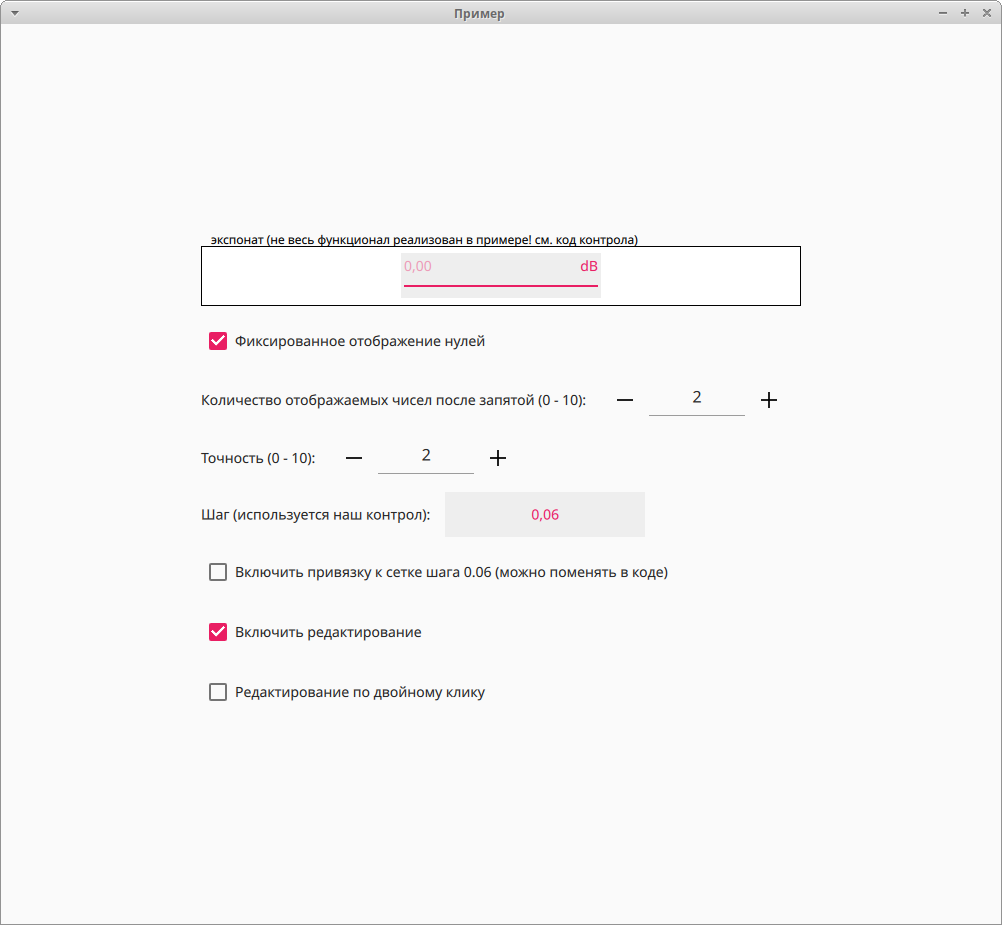 Пример
экспонат (не весь функционал реализован в примере! см. код контрола)
0,00 dB
Фиксированное отображение нулей
Количество отображаемых чисел после запятой (0 - 10): — 2 +
Точность (0 - 10): — 2 +
Шаг (используется наш контрол): 0,06
Включить привязку к сетке шага 0.06 (можно поменять в коде)
Включить редактирование
Редактирование по двойному клику